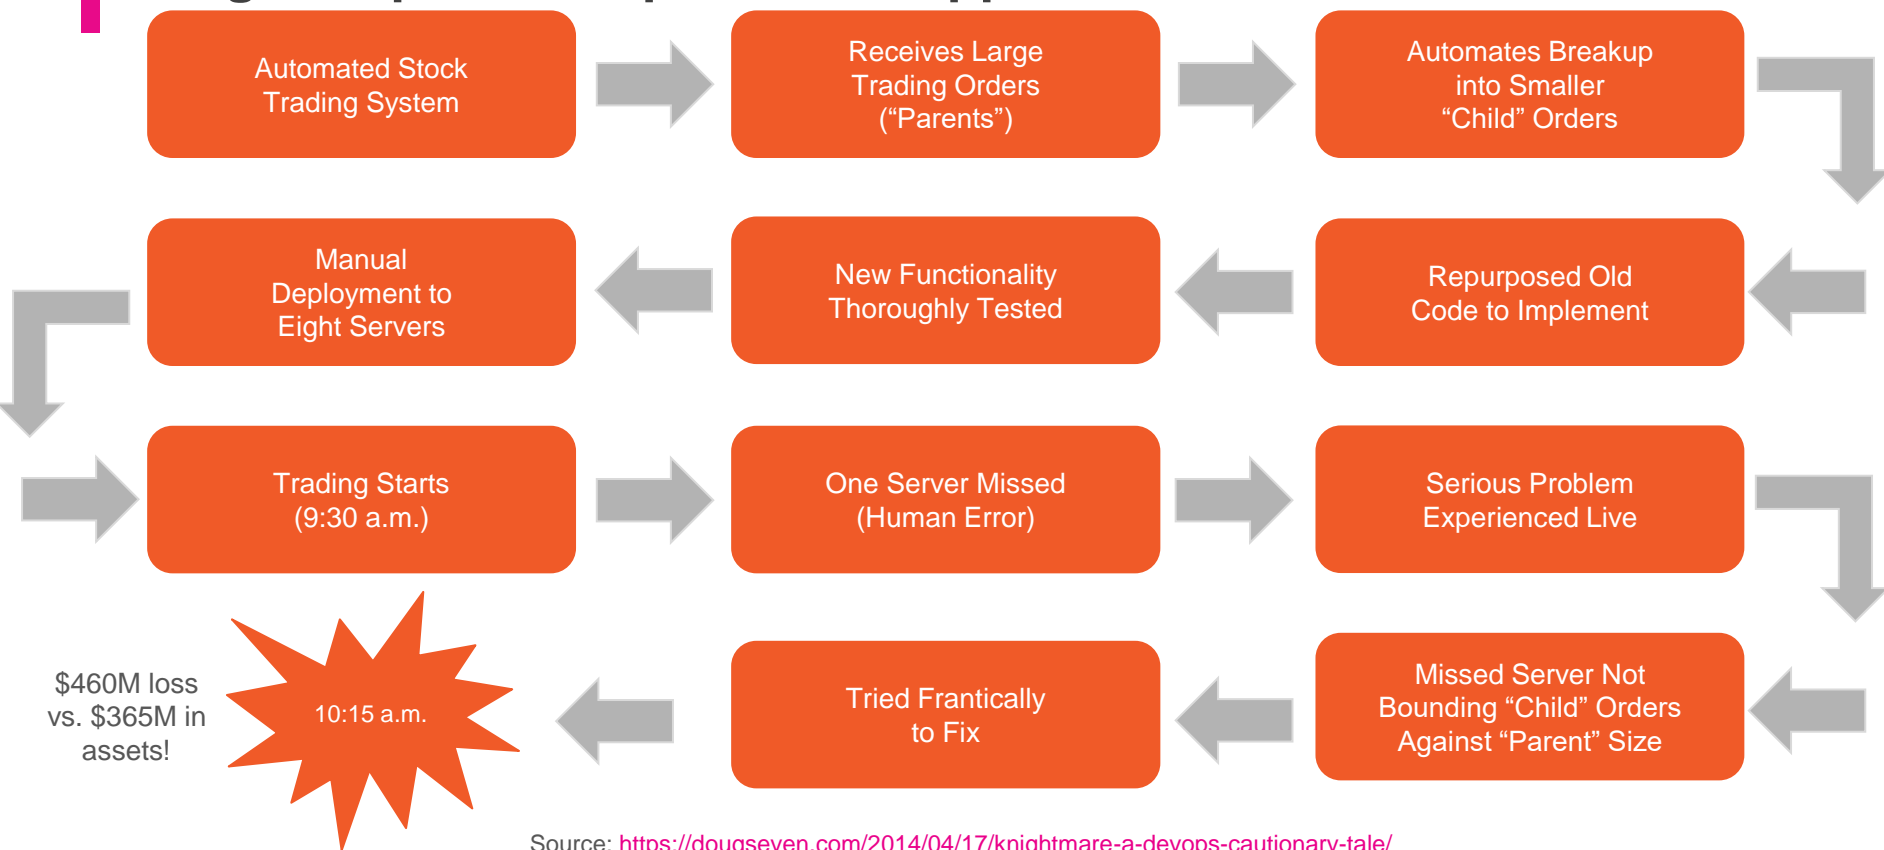 Automated Stock
Trading System
Receives Large
Trading Orders
(“Parents”)
Automates Breakup
into Smaller
“Child” Orders
Repurposed Old
Code to Implement
New Functionality
Thoroughly Tested
Manual
Deployment to
Eight Servers
Trading Starts
(9:30 a.m.)
One Server Missed
(Human Error)
Serious Problem
Experienced Live
Missed Server Not
Bounding “Child” Orders
Against “Parent” Size
Tried Frantically
to Fix
10:15 a.m.
$460M loss
vs. $365M in
assets!
Source: https://dougseven.com/2014/04/17/knightmare-a-devops-cautionary-tale/